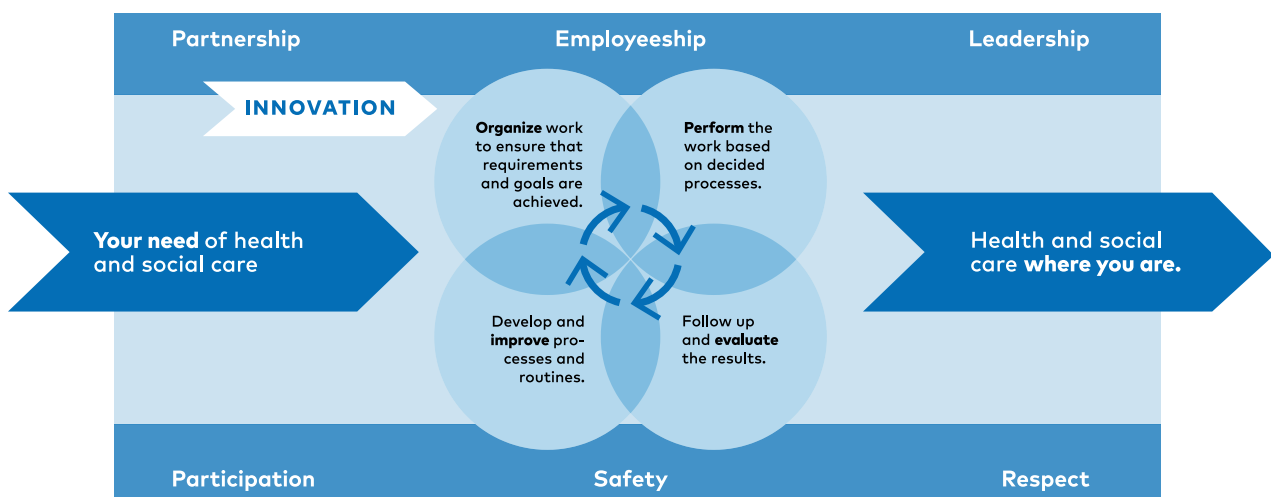 Partnership
Employeeship
Leadership
INNOVATION
Organize work
to ensure that
requirements
and goals are
achieved.
Perform the
work based
on decided
processes.
Your need of health
and social care
Health and social
care where you are.
Develop and
improve pro-
cesses and
routines.
Follow up
and evaluate
the results.
Participation
Safety
Respect